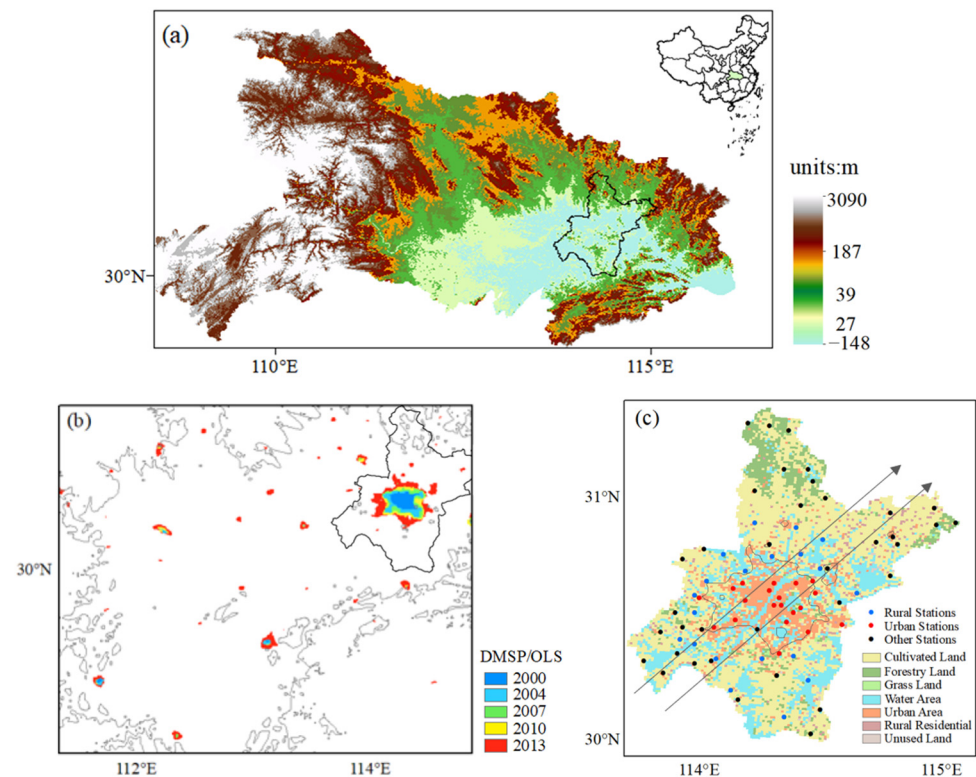 (a)
units:m
3090
187
39
27
−148
30°N
110°E
115°E
(b)
30°N
DMSP/OLS
2000
2004
2007
2010
2013
112°E
114°E
(c)
31°N
Rural Stations
Urban Stations
Other Stations
Cultivated Land
Forestry Land
Grass Land
Water Area
Urban Area
Rural Residential
Unused Land
30°N
114°E
115°E